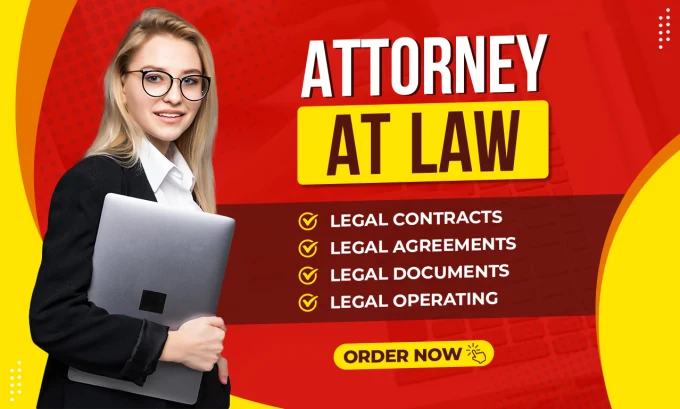 ATTORNEY
AT LAW
LEGAL CONTRACTS
LEGAL AGREEMENTS
LEGAL DOCUMENTS
LEGAL OPERATING
ORDER NOW